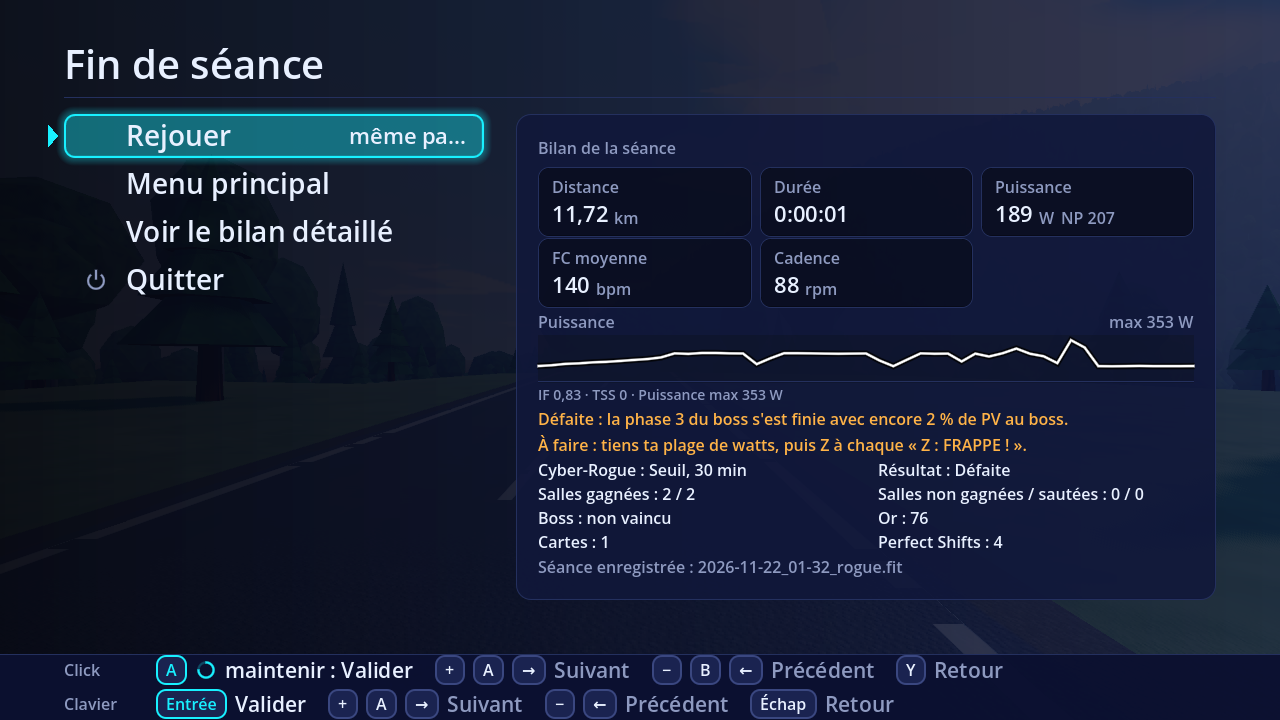 Fin de séance
Rejouer même pa...
Menu principal
Voir le bilan détaillé
Quitter
Bilan de la séance
Distance
11,72 km
Durée
0:00:01
Puissance
189 W NP 207
FC moyenne
140 bpm
Cadence
88 rpm
Puissance max 353 W
IF 0,83 · TSS 0 · Puissance max 353 W
Défaite : la phase 3 du boss s'est finie avec encore 2 % de PV au boss.
À faire : tiens ta plage de watts, puis Z à chaque « Z : FRAPPE ! ».
Cyber-Rogue : Seuil, 30 min Résultat : Défaite
Salles gagnées : 2 / 2 Salles non gagnées / sautées : 0 / 0
Boss : non vaincu Or : 76
Cartes : 1 Perfect Shifts : 4
Séance enregistrée : 2026-11-22_01-32_rogue.fit
Click A maintenir : Valider + A → Suivant − B ← Précédent Y Retour
Clavier Entrée Valider + A → Suivant − ← Précédent Échap Retour